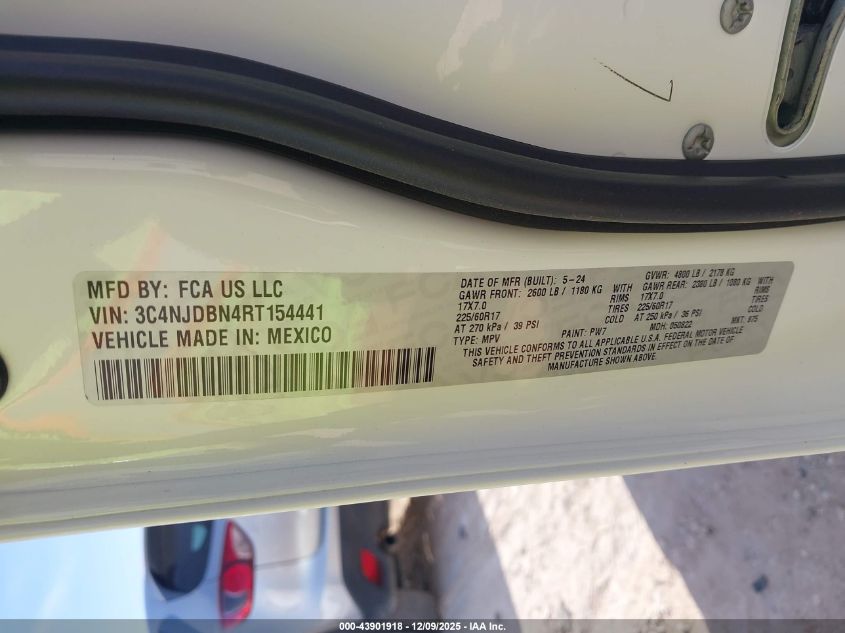 MFD BY: FCA US LLC
VIN: 3C4NJDBN4RT154441
VEHICLE MADE IN: MEXICO
DATE OF MFR (BUILT): 5-24 GVWR: 4800 LB / 2178 KG
GAWR FRONT: 2600 LB / 1180 KG WITH GAWR REAR: 2380 LB / 1080 KG WITH
17X7.0 RIMS 17X7.0 RIMS
225/60R17 TIRES 225/60R17 TIRES
AT 270 kPa / 39 PSI COLD AT 250 kPa / 36 PSI COLD
TYPE: MPV PAINT: PW7 MDH: 050822 MKT: 675
THIS VEHICLE CONFORMS TO ALL APPLICABLE U.S.A. FEDERAL MOTOR VEHICLE
SAFETY AND THEFT PREVENTION STANDARDS IN EFFECT ON THE DATE OF
MANUFACTURE SHOWN ABOVE.
000-43901918 - 12/09/2025 - IAA Inc.